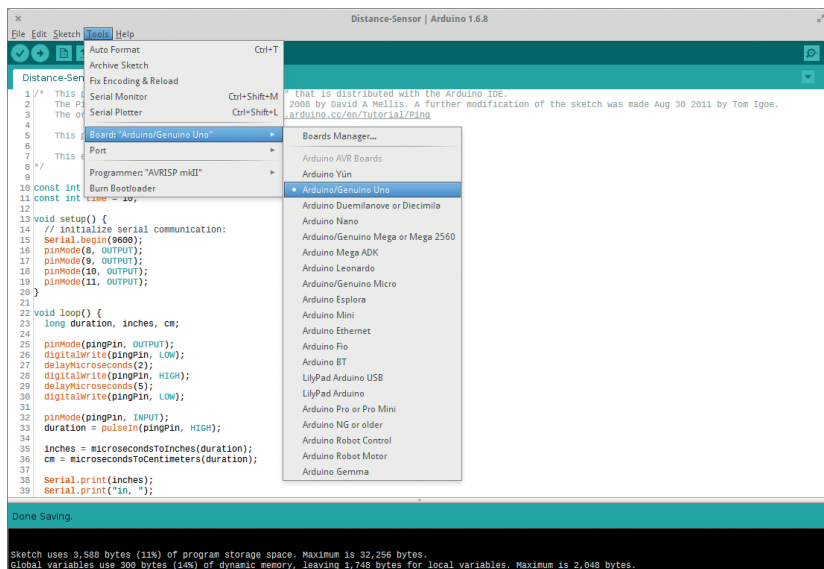 Distance-Sensor | Arduino 1.6.8
File Edit Sketch Tools Help
Distance-Sen
Auto Format Ctrl+T
Archive Sketch
Fix Encoding & Reload
Serial Monitor Ctrl+Shift+M
Serial Plotter Ctrl+Shift+L
Board: "Arduino/Genuino Uno"
Port
Programmer: "AVRISP mkII"
Burn Bootloader
Boards Manager...
Arduino AVR Boards
Arduino Yún
Arduino/Genuino Uno
Arduino Duemilanove or Diecimila
Arduino Nano
Arduino/Genuino Mega or Mega 2560
Arduino Mega ADK
Arduino Leonardo
Arduino/Genuino Micro
Arduino Esplora
Arduino Mini
Arduino Ethernet
Arduino Fio
Arduino BT
LilyPad Arduino USB
LilyPad Arduino
Arduino Pro or Pro Mini
Arduino NG or older
Arduino Robot Control
Arduino Robot Motor
Arduino Gemma
1 /* This " that is distributed with the Arduino IDE.
2 The 2008 by David A Mellis. A further modification of the sketch was made Aug 30 2011 by Tom Igoe.
3 The .arduino.cc/en/Tutorial/Ping
4
5 This
6
7 This
8 */
9
10 const int
11 const int time = 10;
12
13 void setup() {
14 // initialize serial communication:
15 Serial.begin(9600);
16 pinMode(8, OUTPUT);
17 pinMode(9, OUTPUT);
18 pinMode(10, OUTPUT);
19 pinMode(11, OUTPUT);
20 }
21
22 void loop() {
23 long duration, inches, cm;
24
25 pinMode(pingPin, OUTPUT);
26 digitalWrite(pingPin, LOW);
27 delayMicroseconds(2);
28 digitalWrite(pingPin, HIGH);
29 delayMicroseconds(5);
30 digitalWrite(pingPin, LOW);
31
32 pinMode(pingPin, INPUT);
33 duration = pulseIn(pingPin, HIGH);
34
35 inches = microsecondsToInches(duration);
36 cm = microsecondsToCentimeters(duration);
37
38 Serial.print(inches);
39 Serial.print("in, ");
Done Saving.
Sketch uses 3,588 bytes (11%) of program storage space. Maximum is 32,256 bytes.
Global variables use 300 bytes (14%) of dynamic memory, leaving 1,748 bytes for local variables. Maximum is 2,048 bytes.